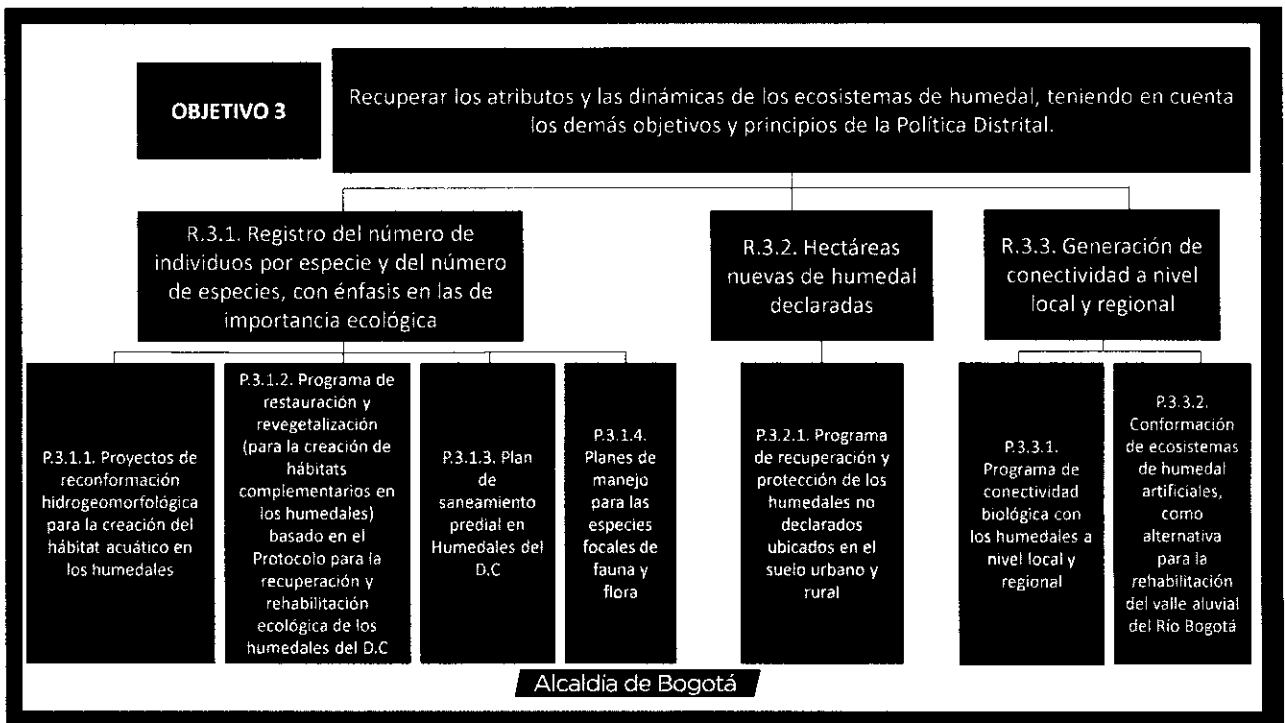 OBJETIVO 3
Recuperar los atributos y las dinámicas de los ecosistemas de humedal, teniendo en cuenta
los demás objetivos y principios de la Política Distrital.
R.3.1. Registro del número de
individuos por especie y del número
de especies, con énfasis en las de
importancia ecológica
R.3.2. Hectáreas
nuevas de humedal
declaradas
R.3.3. Generación de
conectividad a nivel
local y regional
P.3.1.1. Proyectos de
reconformación
hidrogeomorfológica
para la creación del
hábitat acuático en
los humedales
P.3.1.2. Programa de
restauración y
revegetalización
(para la creación de
hábitats
complementarios en
los humedales)
basado en el
Protocolo para la
recuperación y
rehabilitación
ecológica de los
humedales del D.C
P.3.1.3. Plan
de
saneamiento
predial en
Humedales del
D.C
P.3.1.4.
Planes de
manejo
para las
especies
focales de
fauna y
flora
P.3.2.1. Programa
de recuperación y
protección de los
humedales no
declarados
ubicados en el
suelo urbano y
rural
P.3.3.1.
Programa de
conectividad
biológica con
los humedales a
nivel local y
regional
P.3.3.2.
Conformación
de ecosistemas
de humedal
artificiales,
como
alternativa
para la
rehabilitación
del valle aluvial
del Río Bogotá
Alcaldía de Bogotá